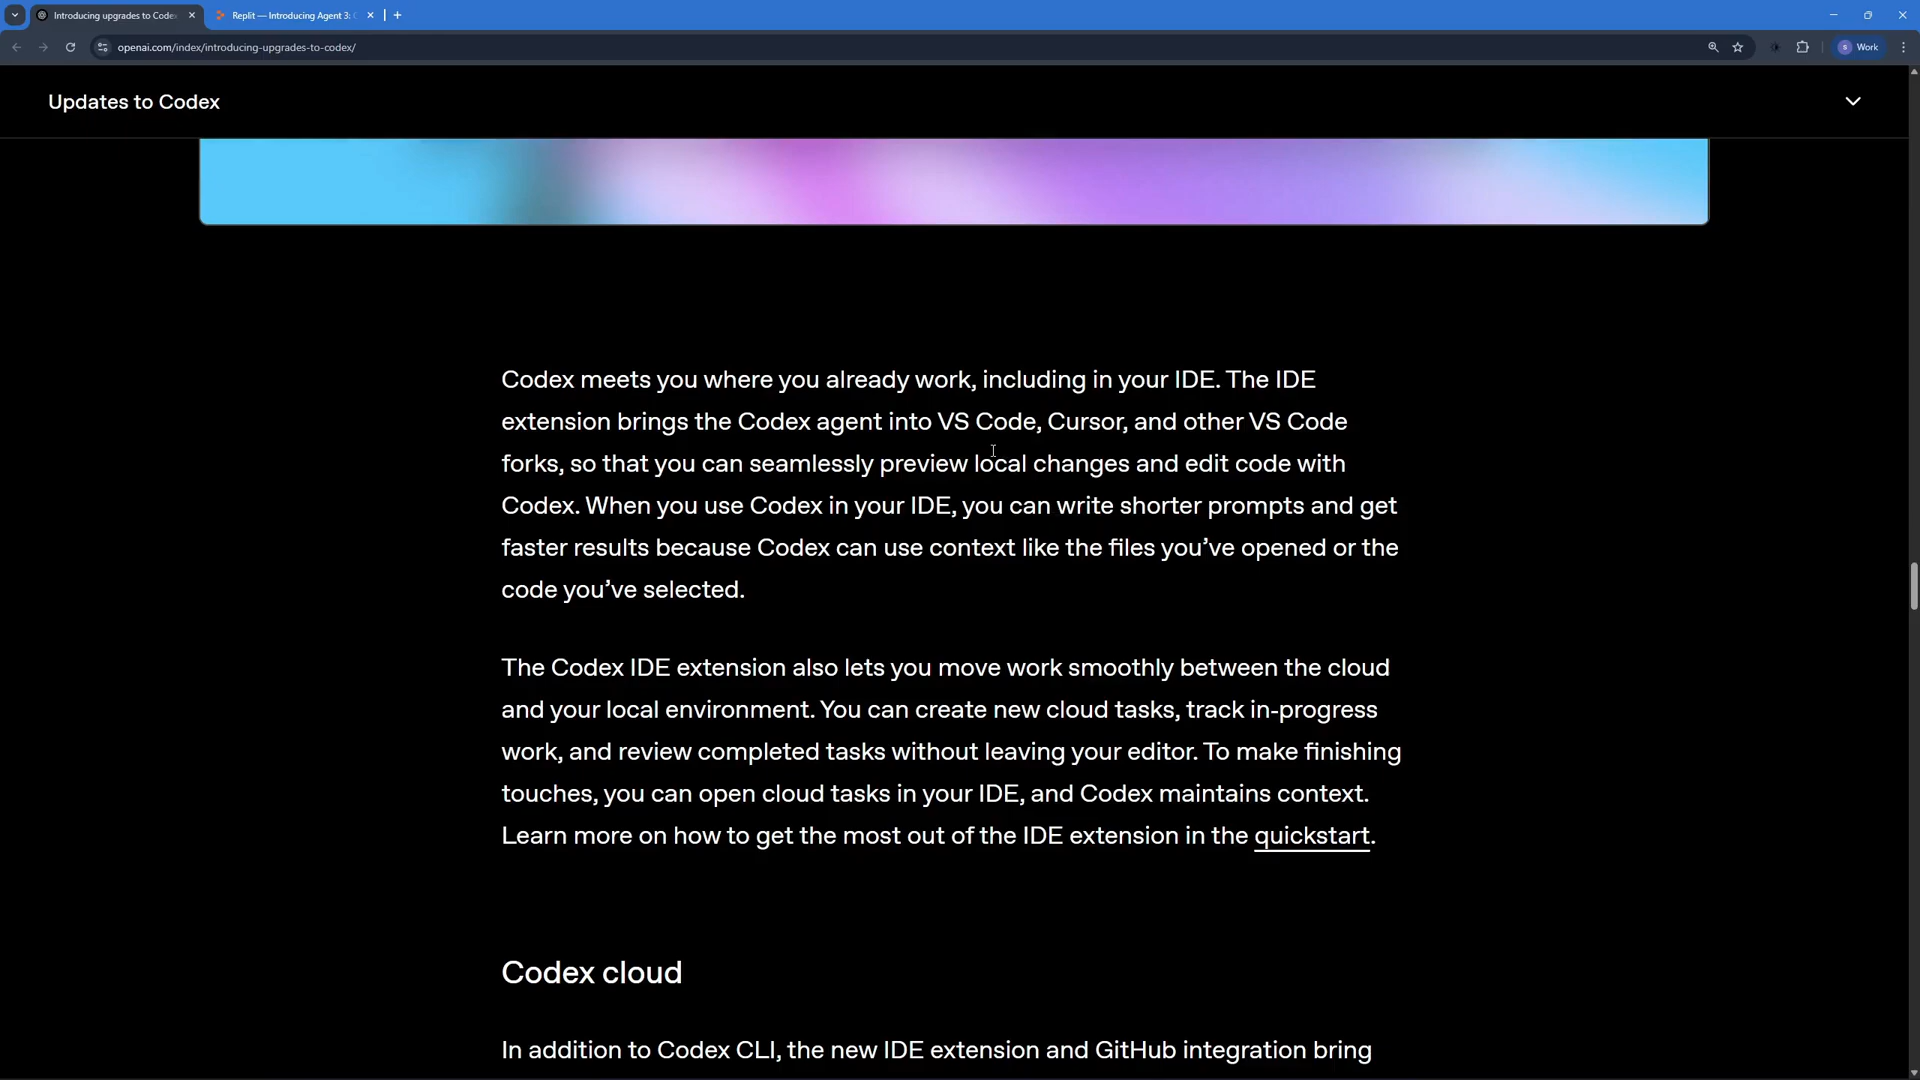 Introducing upgrades to Codex
Replit — Introducing Agent 3:
openai.com/index/introducing-upgrades-to-codex/
S
Work
Updates to Codex
Codex meets you where you already work, including in your IDE. The IDE
extension brings the Codex agent into VS Code, Cursor, and other VS Code
forks, so that you can seamlessly preview local changes and edit code with
Codex. When you use Codex in your IDE, you can write shorter prompts and get
faster results because Codex can use context like the files you’ve opened or the
code you’ve selected.
The Codex IDE extension also lets you move work smoothly between the cloud
and your local environment. You can create new cloud tasks, track in-progress
work, and review completed tasks without leaving your editor. To make finishing
touches, you can open cloud tasks in your IDE, and Codex maintains context.
Learn more on how to get the most out of the IDE extension in the quickstart.
Codex cloud
In addition to Codex CLI, the new IDE extension and GitHub integration bring